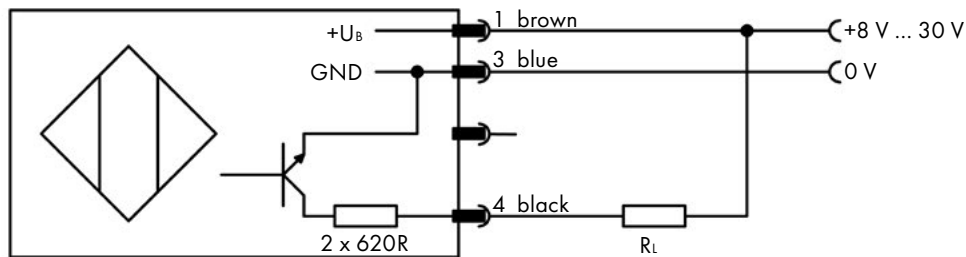 1 brown
+UB
+8 V ... 30 V
GND
3 blue
0 V
4 black
2 x 620R
RL